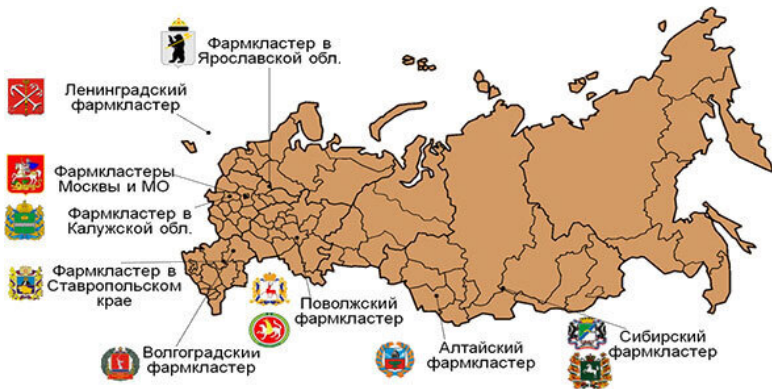 Фармкластер в
Ярославской обл.
Ленинградский
фармкластер
Фармкластеры
Москвы и МО
Фармкластер в
Калужской обл.
Фармкластер в
Ставропольском
крае
Поволжский
фармкластер
Волгоградский
фармкластер
Алтайский
фармкластер
Сибирский
фармкластер